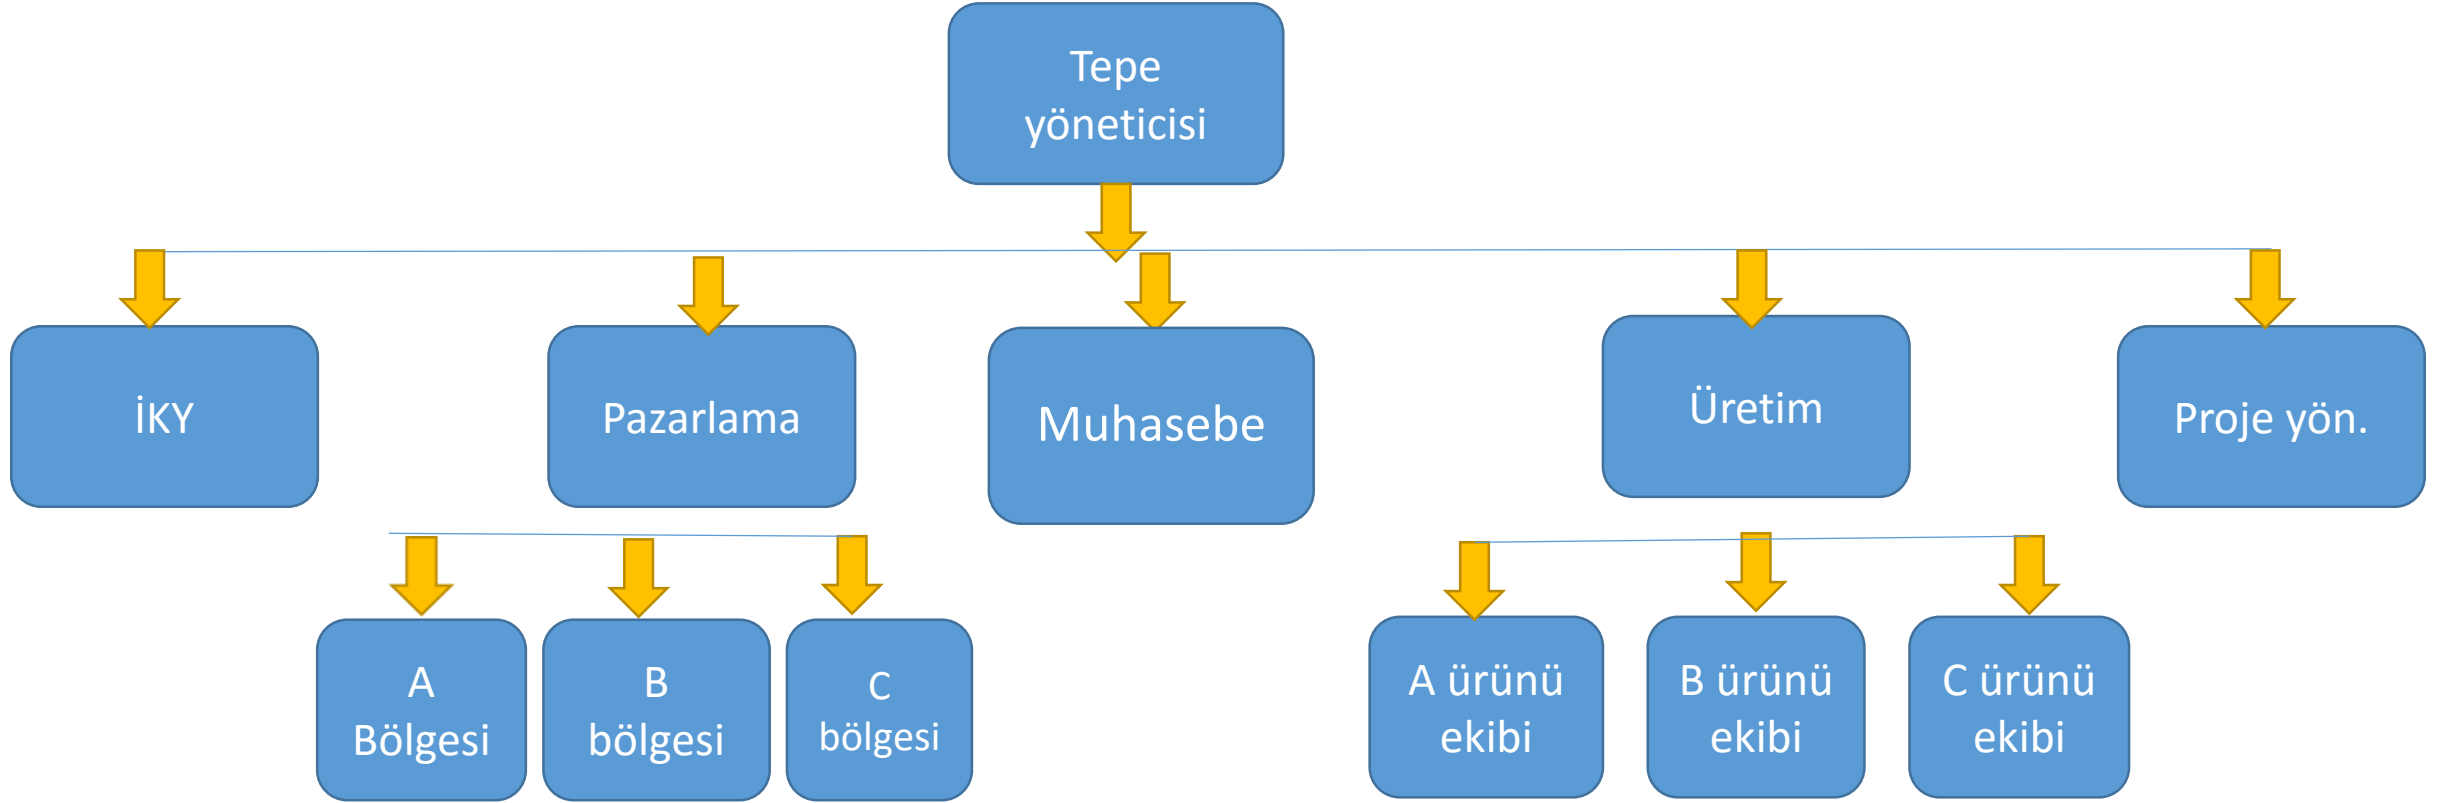 Tepe
yöneticisi
İKY
Pazarlama
Muhasebe
Üretim
Proje yön.
A
Bölgesi
B
bölgesi
C
bölgesi
A ürünü
ekibi
B ürünü
ekibi
C ürünü
ekibi